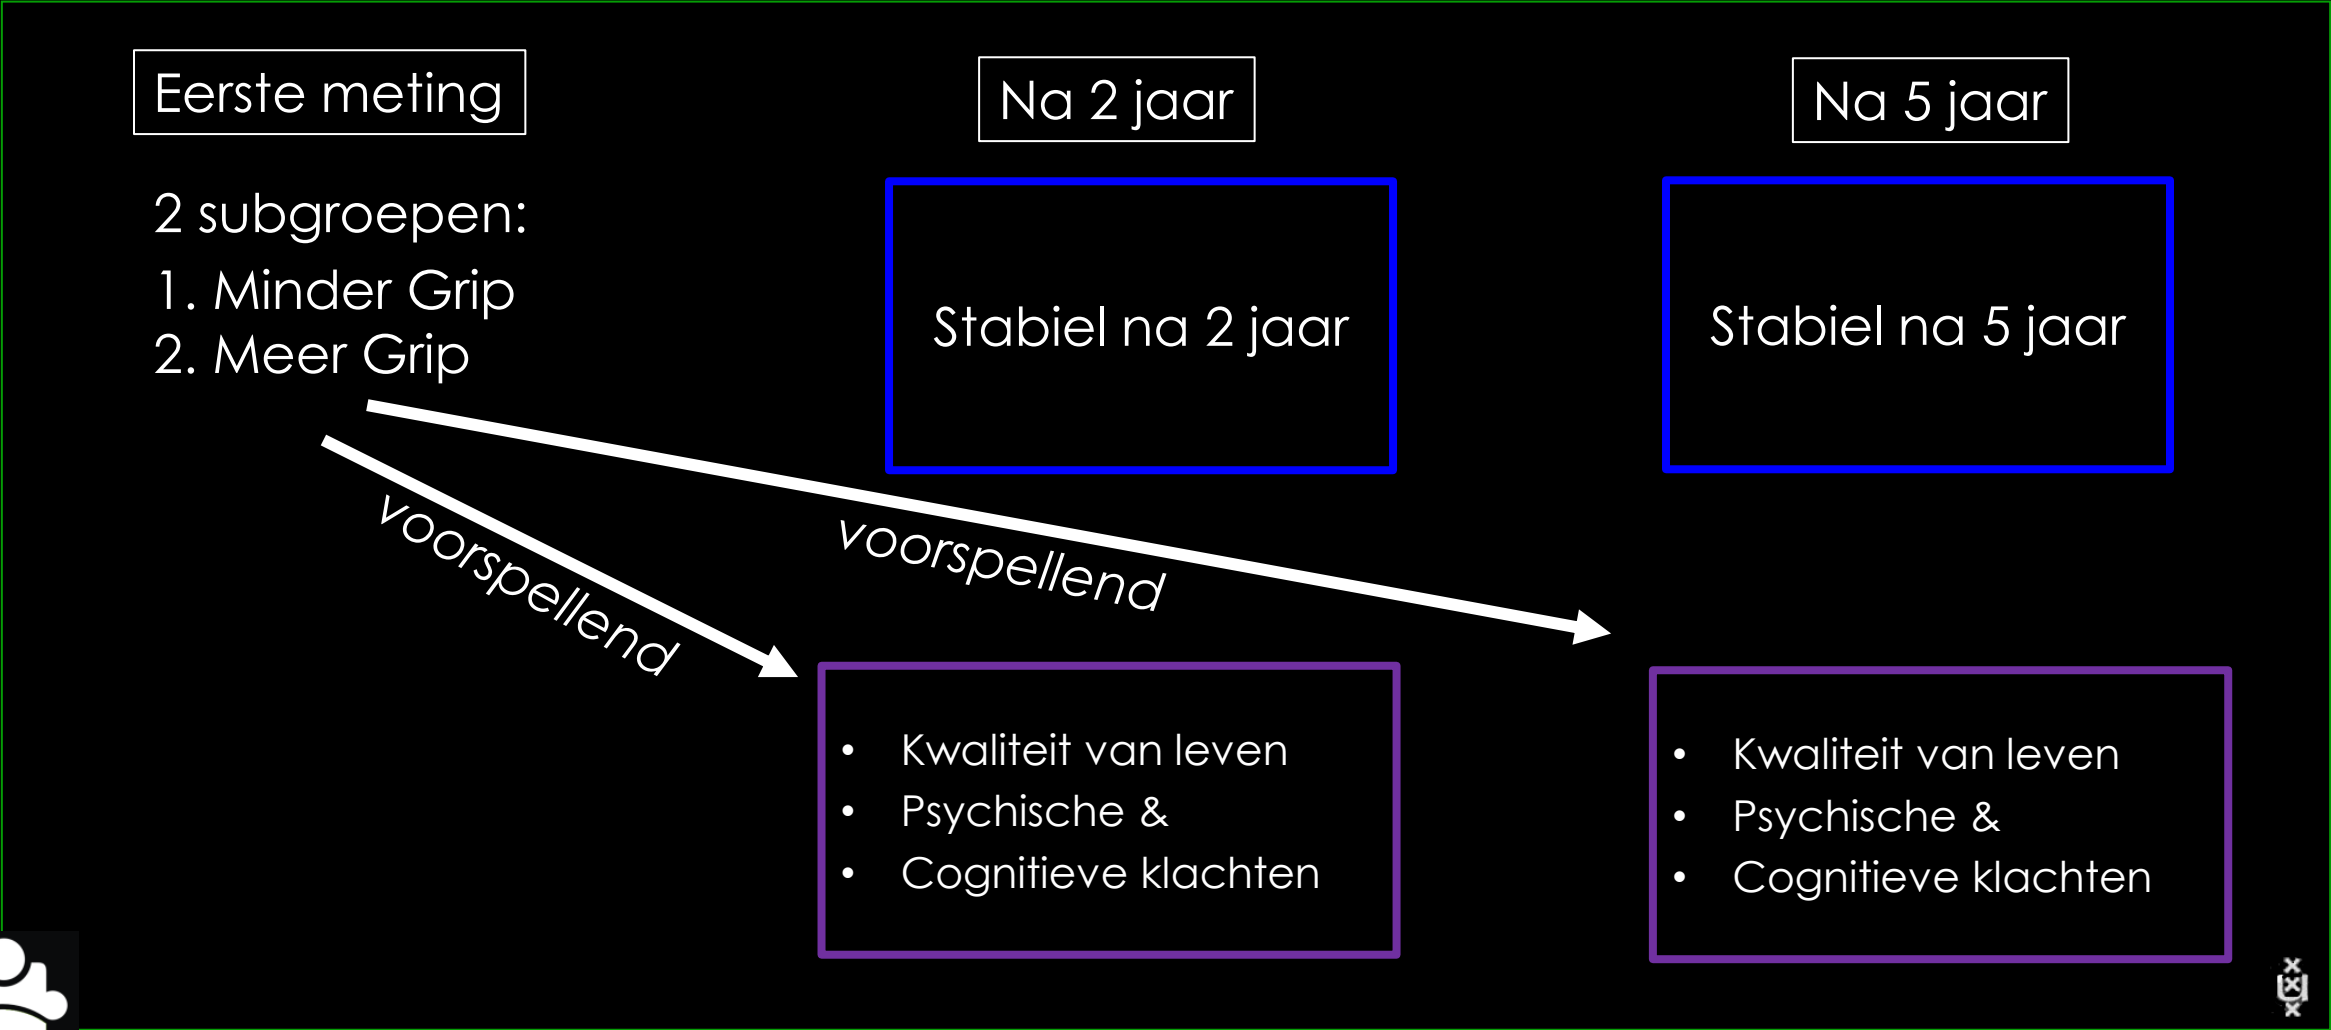 Eerste meting
Na 2 jaar
Na 5 jaar
2 subgroepen:
1. Minder Grip
2. Meer Grip
Stabiel na 2 jaar
Stabiel na 5 jaar
voorspellend
voorspellend
• Kwaliteit van leven
• Psychische &
• Cognitieve klachten
• Kwaliteit van leven
• Psychische &
• Cognitieve klachten